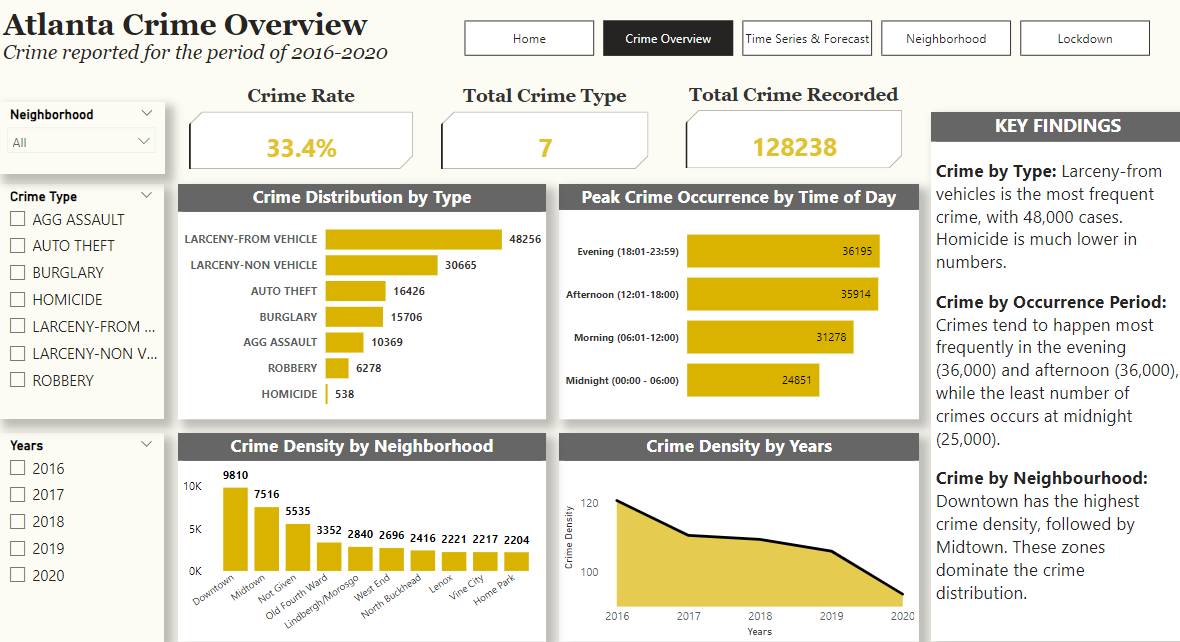 Atlanta Crime Overview
Crime reported for the period of 2016-2020
Home
Crime Overview
Time Series & Forecast
Neighborhood
Lockdown
Neighborhood
All
Crime Type
AGG ASSAULT
AUTO THEFT
BURGLARY
HOMICIDE
LARCENY-FROM ...
LARCENY-NON V...
ROBBERY
Years
2016
2017
2018
2019
2020
Crime Rate
33.4%
Total Crime Type
7
Total Crime Recorded
128238
Crime Distribution by Type
LARCENY-FROM VEHICLE 48256
LARCENY-NON VEHICLE 30665
AUTO THEFT 16426
BURGLARY 15706
AGG ASSAULT 10369
ROBBERY 6278
HOMICIDE 538
Peak Crime Occurrence by Time of Day
Evening (18:01-23:59) 36195
Afternoon (12:01-18:00) 35914
Morning (06:01-12:00) 31278
Midnight (00:00 - 06:00) 24851
Crime Density by Neighborhood
10K
5K
0K
9810 7516 5535 3352 2840 2696 2416 2221 2217 2204
Downtown
Midtown
Not Given
Old Fourth Ward
Lindbergh/Morosgo
West End
North Buckhead
Lenox
Vine City
Home Park
Crime Density by Years
Crime Density
120
100
2016 2017 2018 2019 2020
Years
KEY FINDINGS
Crime by Type: Larceny-from
vehicles is the most frequent
crime, with 48,000 cases.
Homicide is much lower in
numbers.
Crime by Occurrence Period:
Crimes tend to happen most
frequently in the evening
(36,000) and afternoon (36,000),
while the least number of
crimes occurs at midnight
(25,000).
Crime by Neighbourhood:
Downtown has the highest
crime density, followed by
Midtown. These zones
dominate the crime
distribution.